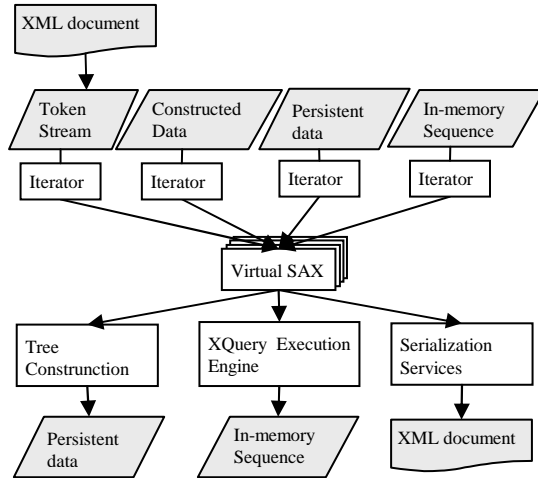 XML document
Token
Stream
Constructed
Data
Persistent
data
In-memory
Sequence
Iterator
Iterator
Iterator
Iterator
Virtual SAX
Tree
Construnction
XQuery Execution
Engine
Serialization
Services
Persistent
data
In-memory
Sequence
XML document